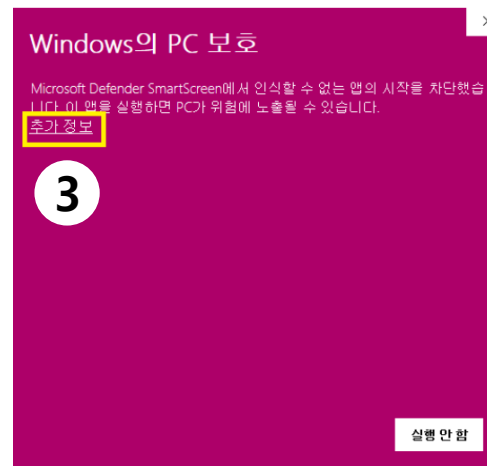 Windows의 PC 보호
Microsoft Defender SmartScreen에서 인식할 수 없는 앱의 시작을 차단했습
니다. 이 앱을 실행하면 PC가 위험에 노출될 수 있습니다.
추가 정보
3
실행 안 함